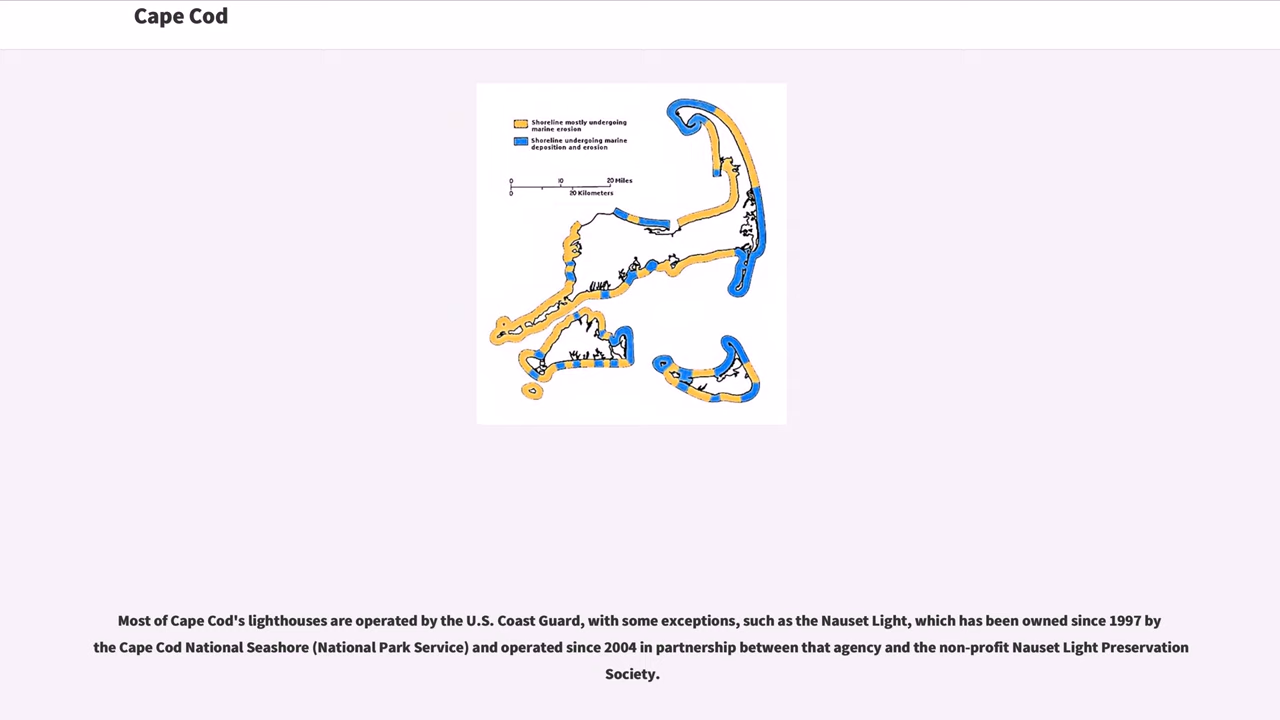 Cape Cod
Shoreline mostly undergoing
marine erosion
Shoreline undergoing marine
deposition and erosion
0 10 20 Miles
0 20 Kilometers
Most of Cape Cod's lighthouses are operated by the U.S. Coast Guard, with some exceptions, such as the Nauset Light, which has been owned since 1997 by
the Cape Cod National Seashore (National Park Service) and operated since 2004 in partnership between that agency and the non-profit Nauset Light Preservation
Society.